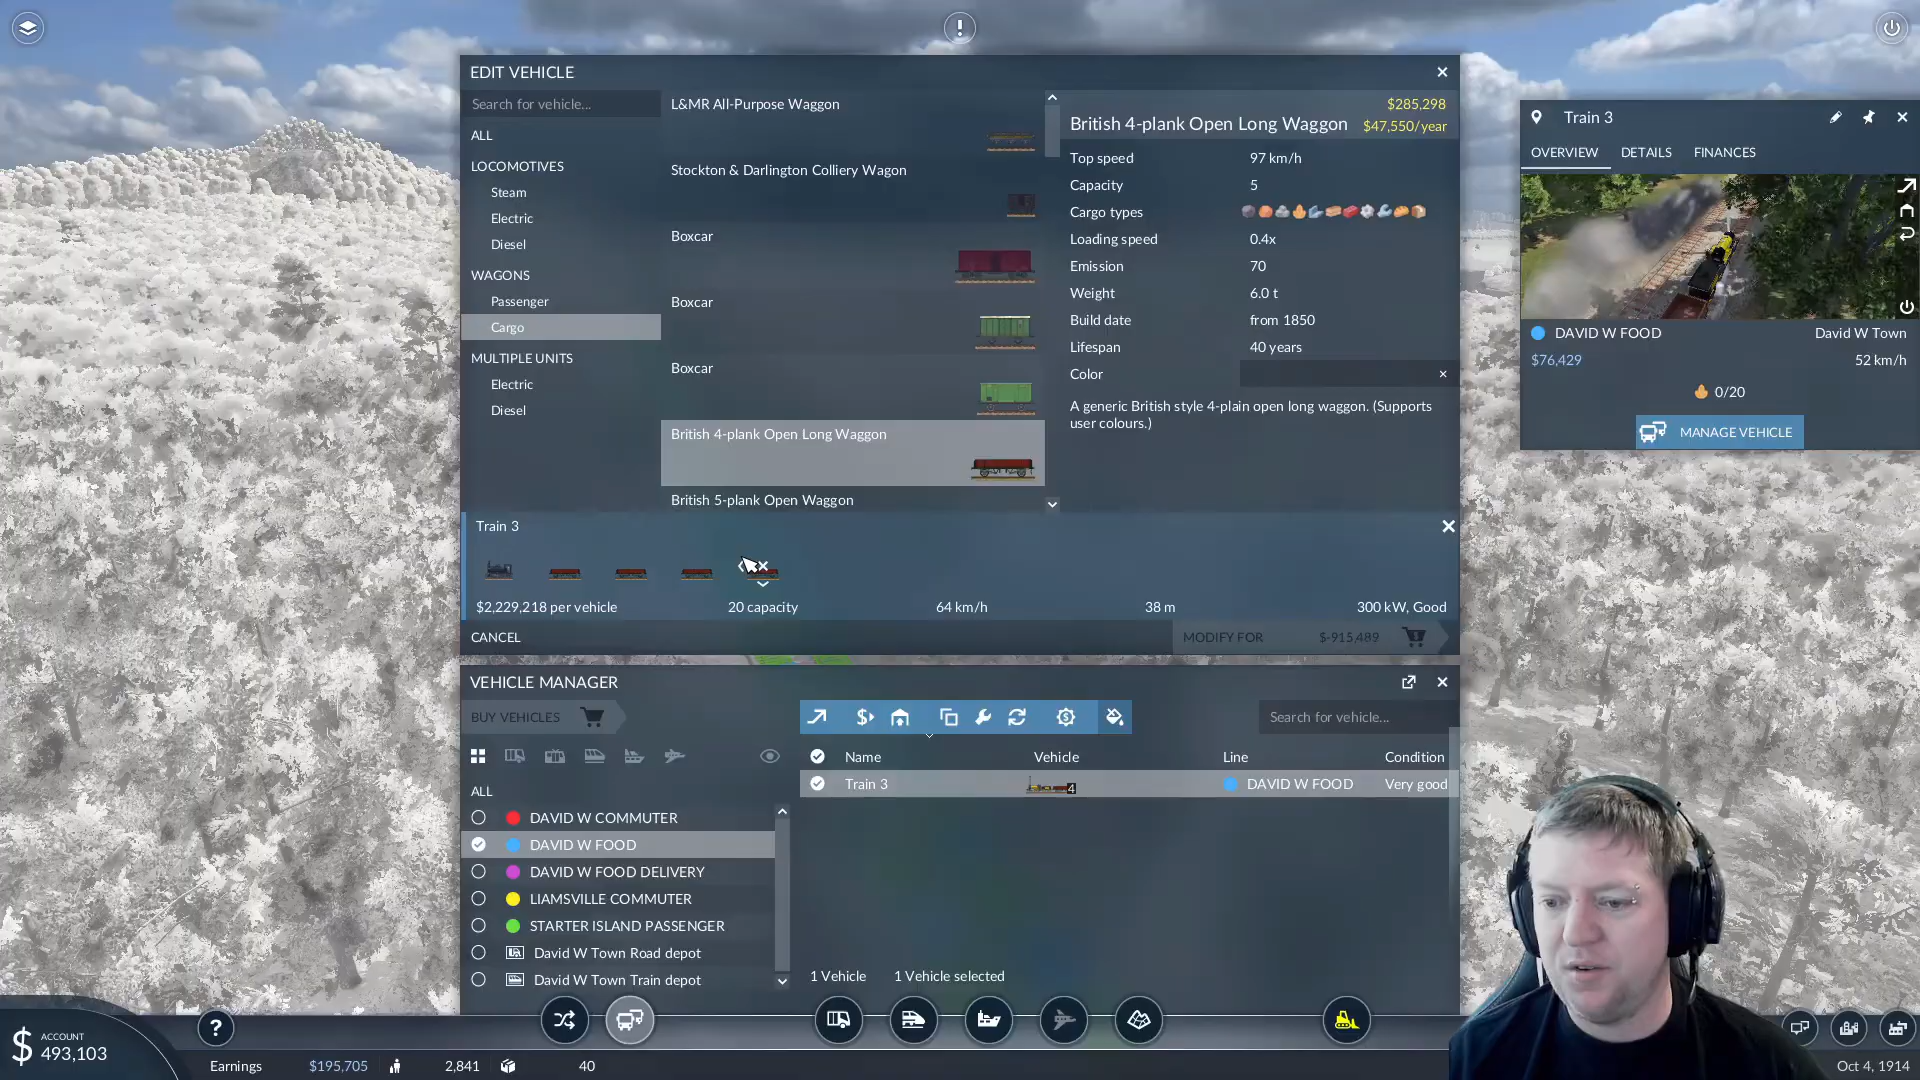 EDIT VEHICLE
Search for vehicle...
ALL
LOCOMOTIVES
Steam
Electric
Diesel
WAGONS
Passenger
Cargo
MULTIPLE UNITS
Electric
Diesel
L&MR All-Purpose Waggon
Stockton & Darlington Colliery Wagon
Boxcar
Boxcar
Boxcar
British 4-plank Open Long Waggon
British 5-plank Open Waggon
$285,298
British 4-plank Open Long Waggon $47,550/year
Top speed 97 km/h
Capacity 5
Cargo types
Loading speed 0.4x
Emission 70
Weight 6.0 t
Build date from 1850
Lifespan 40 years
Color
A generic British style 4-plain open long waggon. (Supports
user colours.)
Train 3
$2,229,218 per vehicle 20 capacity 64 km/h 38 m 300 kW, Good
CANCEL MODIFY FOR $-915,489
Train 3
OVERVIEW DETAILS FINANCES
DAVID W FOOD David W Town
$76,429 52 km/h
0/20
MANAGE VEHICLE
VEHICLE MANAGER
BUY VEHICLES
Search for vehicle...
ALL
DAVID W COMMUTER
DAVID W FOOD
DAVID W FOOD DELIVERY
LIAMSVILLE COMMUTER
STARTER ISLAND PASSENGER
David W Town Road depot
David W Town Train depot
Name Vehicle Line Condition
Train 3 4 DAVID W FOOD Very good
1 Vehicle 1 Vehicle selected
ACCOUNT
$ 493,103
?
Earnings $195,705 2,841 40
Oct 4, 1914